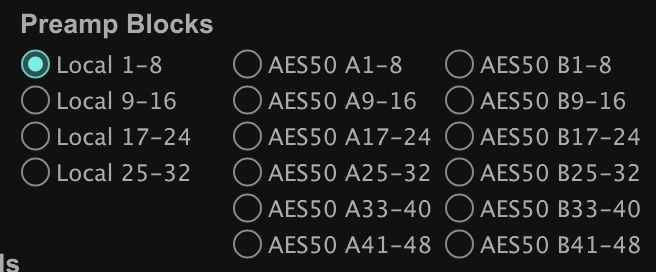 Preamp Blocks
Local 1-8
Local 9-16
Local 17-24
Local 25-32
AES50 A1-8
AES50 A9-16
AES50 A17-24
AES50 A25-32
AES50 A33-40
AES50 A41-48
AES50 B1-8
AES50 B9-16
AES50 B17-24
AES50 B25-32
AES50 B33-40
AES50 B41-48
ls